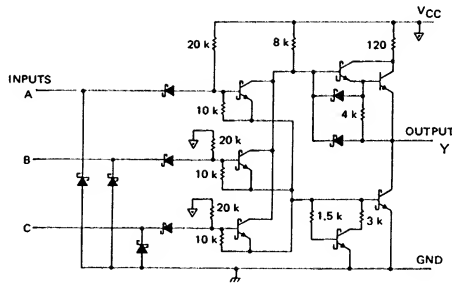 VCC
20 k
8 k
120
INPUTS
A
10 k
4 k
OUTPUT
Y
B
20 k
10 k
C
20 k
10 k
1.5 k
3 k
GND